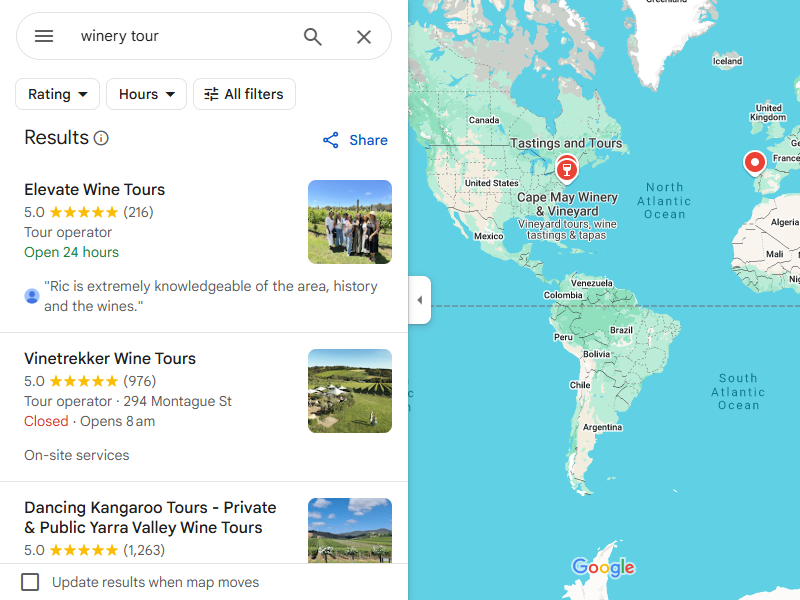 winery tour
Rating
Hours
All filters
Results
Share
Elevate Wine Tours
5.0 (216)
Tour operator
Open 24 hours
"Ric is extremely knowledgeable of the area, history
and the wines."
Vinetrekker Wine Tours
5.0 (976)
Tour operator · 294 Montague St
Closed · Opens 8 am
On-site services
Dancing Kangaroo Tours - Private
& Public Yarra Valley Wine Tours
5.0 (1,263)
Update results when map moves
Greenland
Iceland
Canada
United
Kingdom
Tastings and Tours
France
United States
Cape May Winery
& Vineyard
Vineyard tours, wine
tastings & tapas
North
Atlantic
Ocean
Algeria
Mexico
Mali
Venezuela
Colombia
Brazil
Peru
Bolivia
Chile
South
Atlantic
Ocean
Argentina
Google